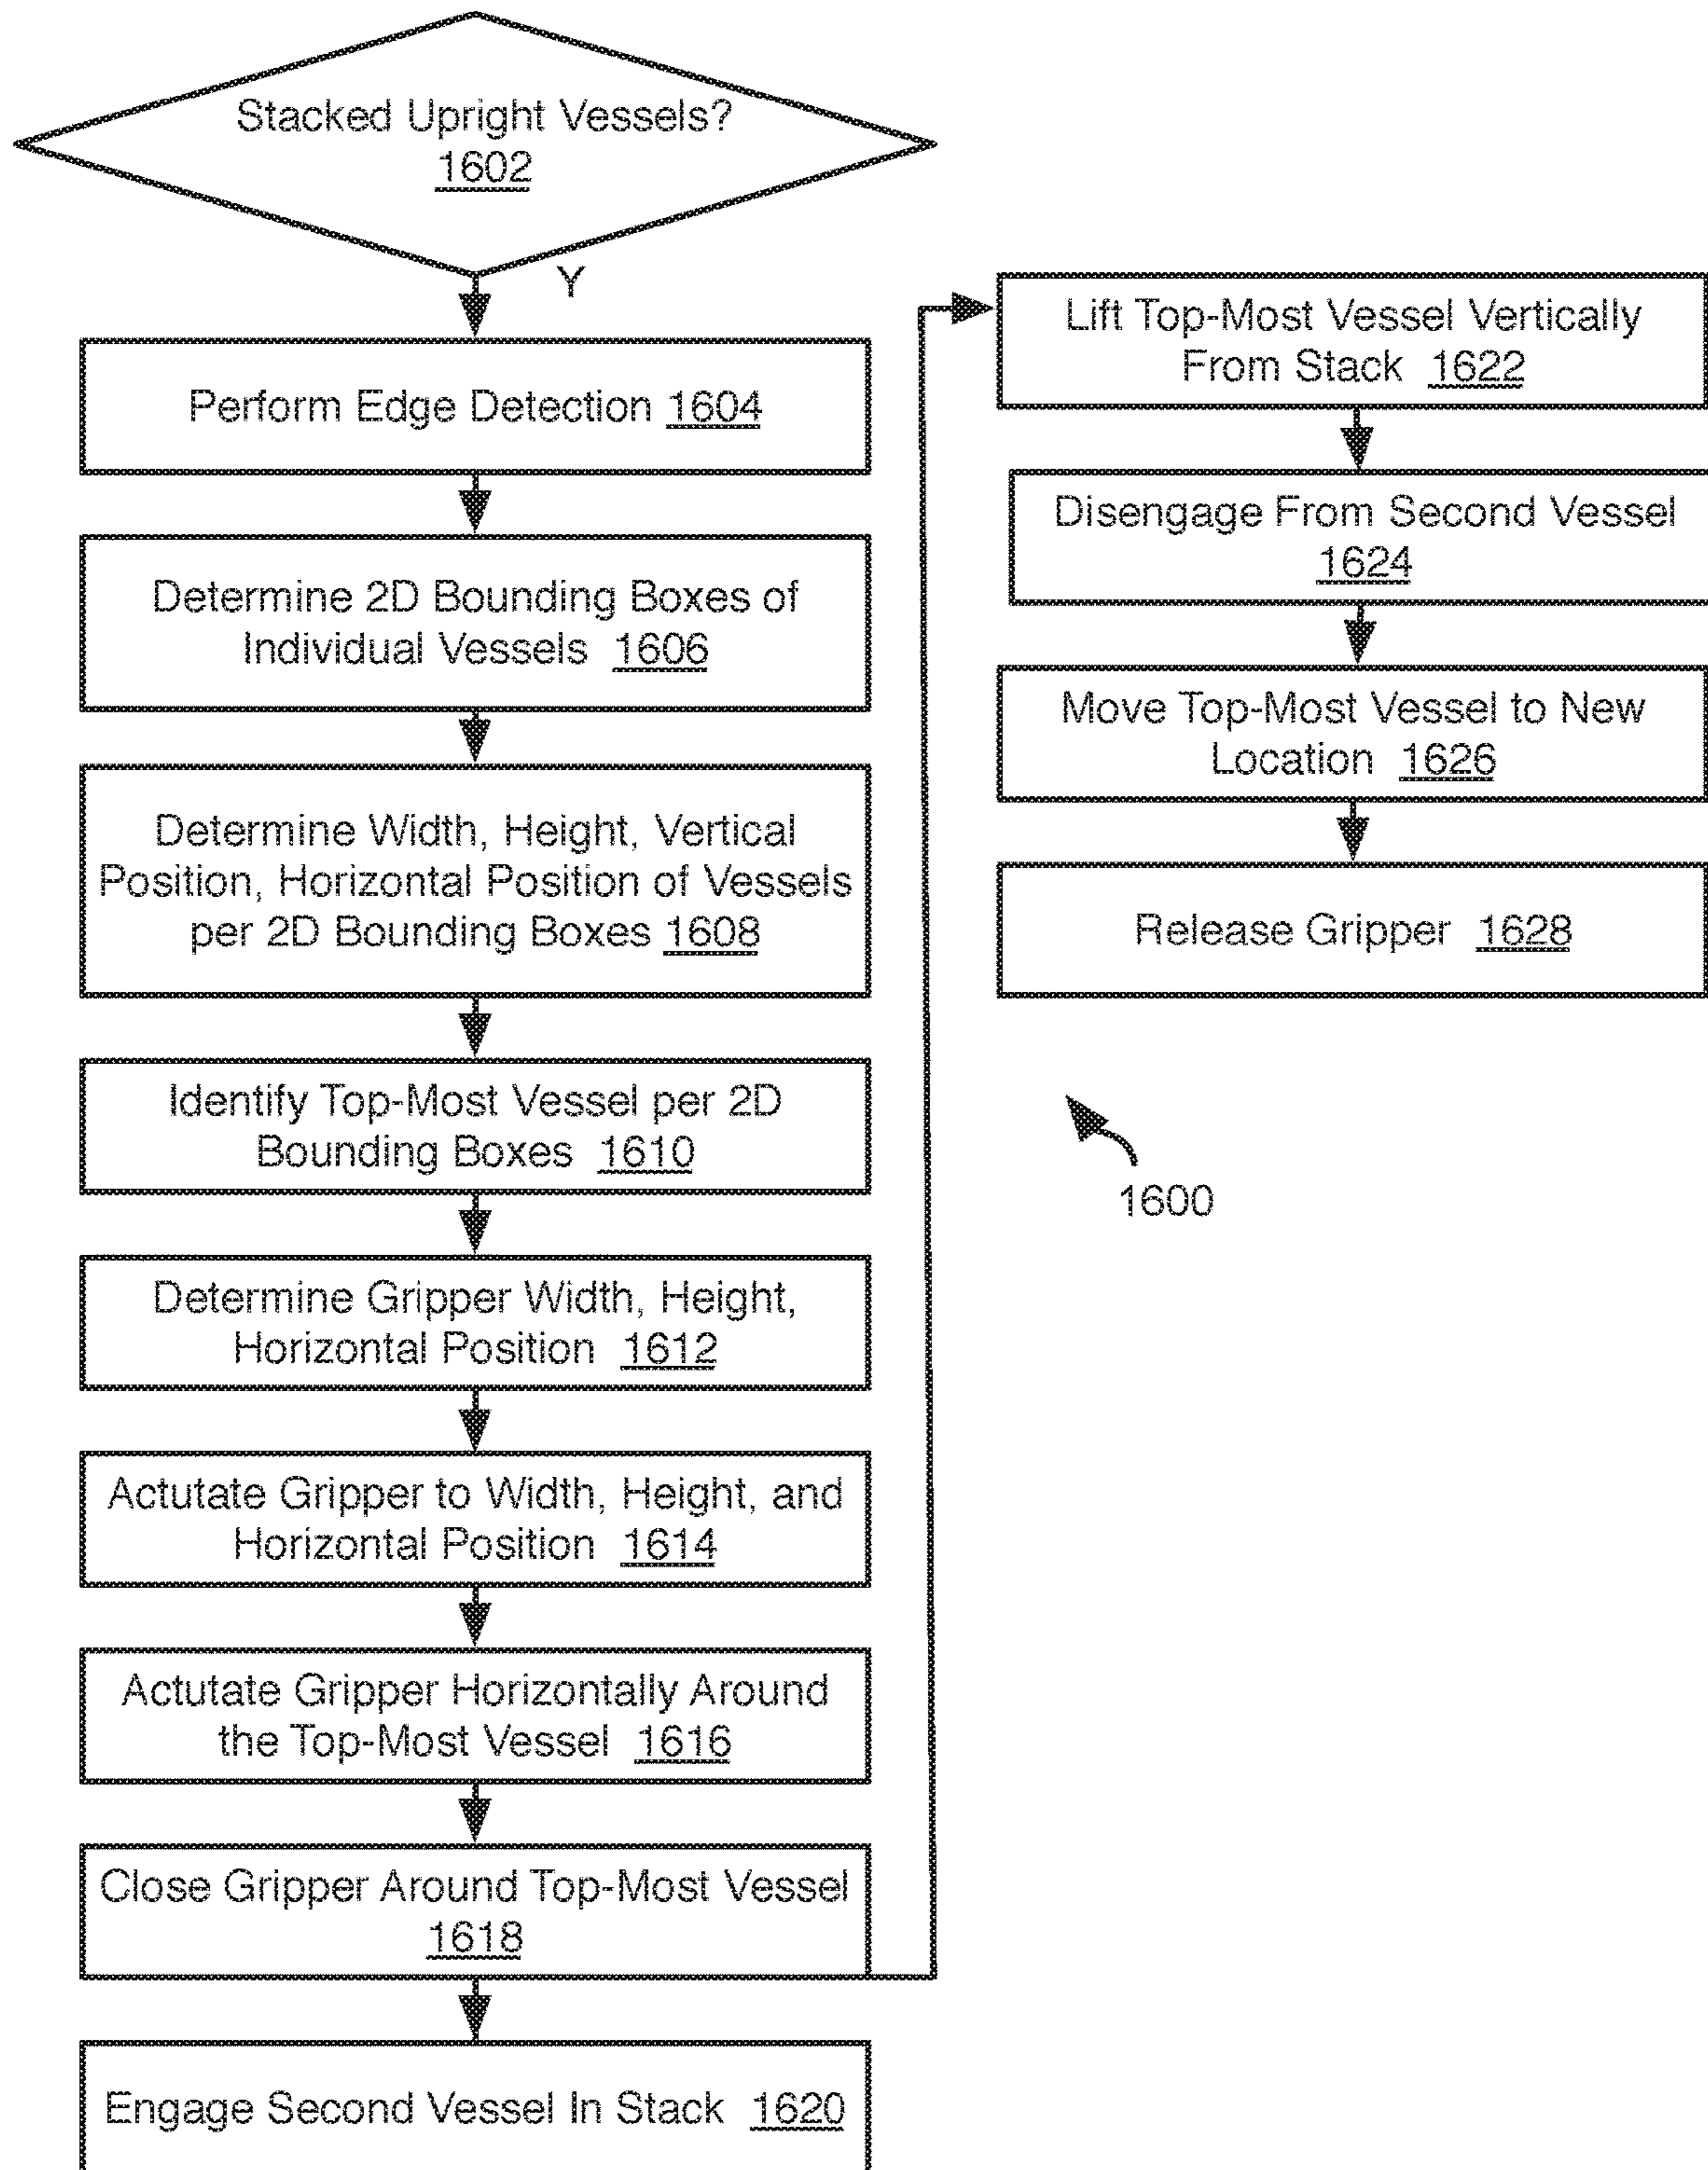 Stacked Upright Vessels?
1602
Y
Perform Edge Detection 1604
Determine 2D Bounding Boxes of
Individual Vessels 1606
Determine Width, Height, Vertical
Position, Horizontal Position of Vessels
per 2D Bounding Boxes 1608
Identify Top-Most Vessel per 2D
Bounding Boxes 1610
Determine Gripper Width, Height,
Horizontal Position 1612
Actutate Gripper to Width, Height, and
Horizontal Position 1614
Actutate Gripper Horizontally Around
the Top-Most Vessel 1616
Close Gripper Around Top-Most Vessel
1618
Engage Second Vessel In Stack 1620
Lift Top-Most Vessel Vertically
From Stack 1622
Disengage From Second Vessel
1624
Move Top-Most Vessel to New
Location 1626
Release Gripper 1628
1600